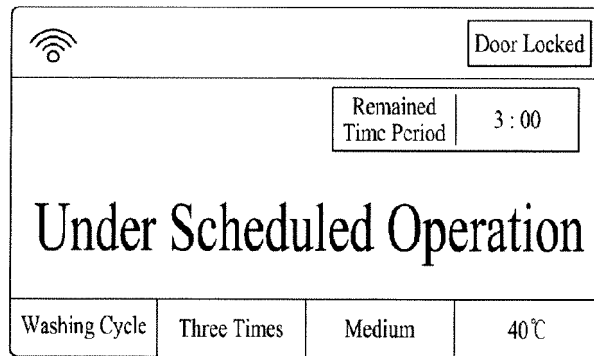 Door Locked
Remained
Time Period
3 : 00
Under Scheduled Operation
Washing Cycle
Three Times
Medium
40℃